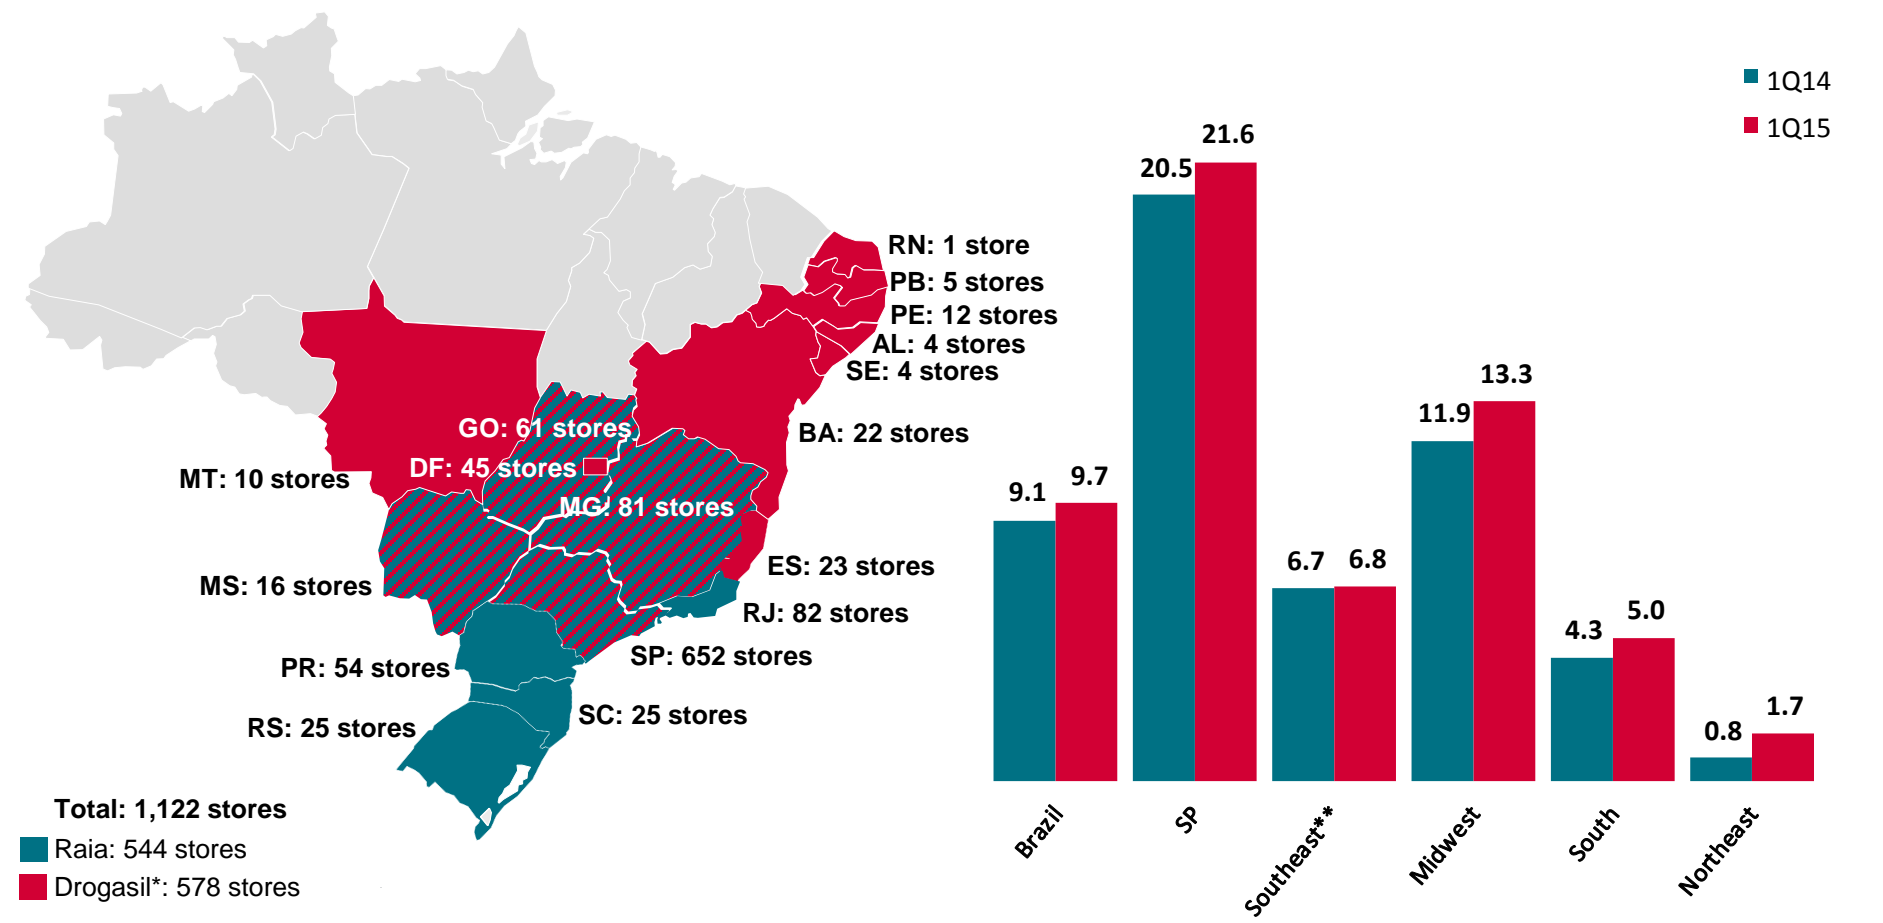 RN: 1 store
PB: 5 stores
PE: 12 stores
AL: 4 stores
SE: 4 stores
GO: 61 stores
BA: 22 stores
DF: 45 stores
MT: 10 stores
MG: 81 stores
ES: 23 stores
MS: 16 stores
RJ: 82 stores
SP: 652 stores
PR: 54 stores
SC: 25 stores
RS: 25 stores
Total: 1,122 stores
Raia: 544 stores
Drogasil*: 578 stores
1Q14
1Q15
9.1
9.7
20.5
21.6
6.7
6.8
11.9
13.3
4.3
5.0
0.8
1.7
Brazil
SP
Southeast**
Midwest
South
Northeast